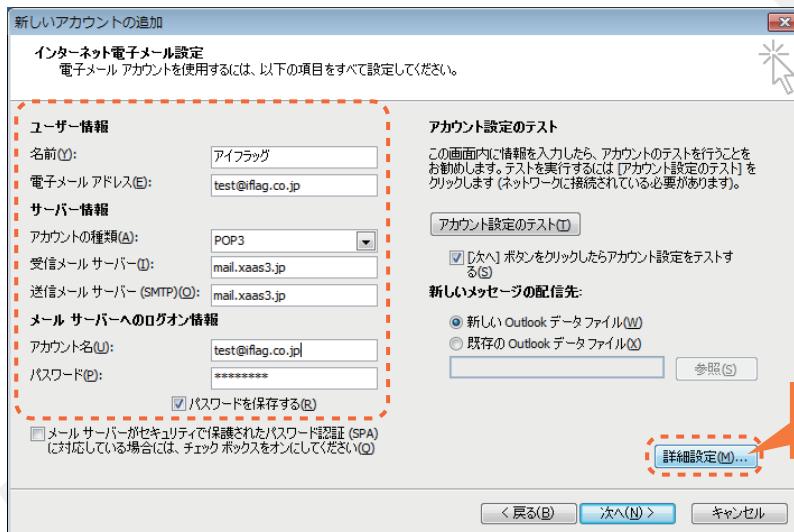 新しいアカウントの追加
インターネット電子メール設定
電子メール アカウントを使用するには、以下の項目をすべて設定してください。
ユーザー情報
名前(Y):
アイフラッグ
電子メール アドレス(E):
test@iflag.co.jp
サーバー情報
アカウントの種類(A):
POP3
受信メール サーバー(I):
mail.xaas3.jp
送信メール サーバー (SMTP)(O):
mail.xaas3.jp
メール サーバーへのログオン情報
アカウント名(U):
test@iflag.co.jp
パスワード(P):
********
パスワードを保存する(R)
メール サーバーがセキュリティで保護されたパスワード認証 (SPA)
に対応している場合には、チェック ボックスをオンにしてください(Q)
アカウント設定のテスト
この画面内に情報を入力したら、アカウントのテストを行うことを
お勧めします。テストを実行するには [アカウント設定のテスト] を
クリックします (ネットワークに接続されている必要があります)。
アカウント設定のテスト(T)
[次へ] ボタンをクリックしたらアカウント設定をテストす
る(S)
新しいメッセージの配信先:
新しい Outlook データ ファイル(W)
既存の Outlook データ ファイル(X)
参照(S)
詳細設定(M)...
< 戻る(B)
次へ(N) >
キャンセル